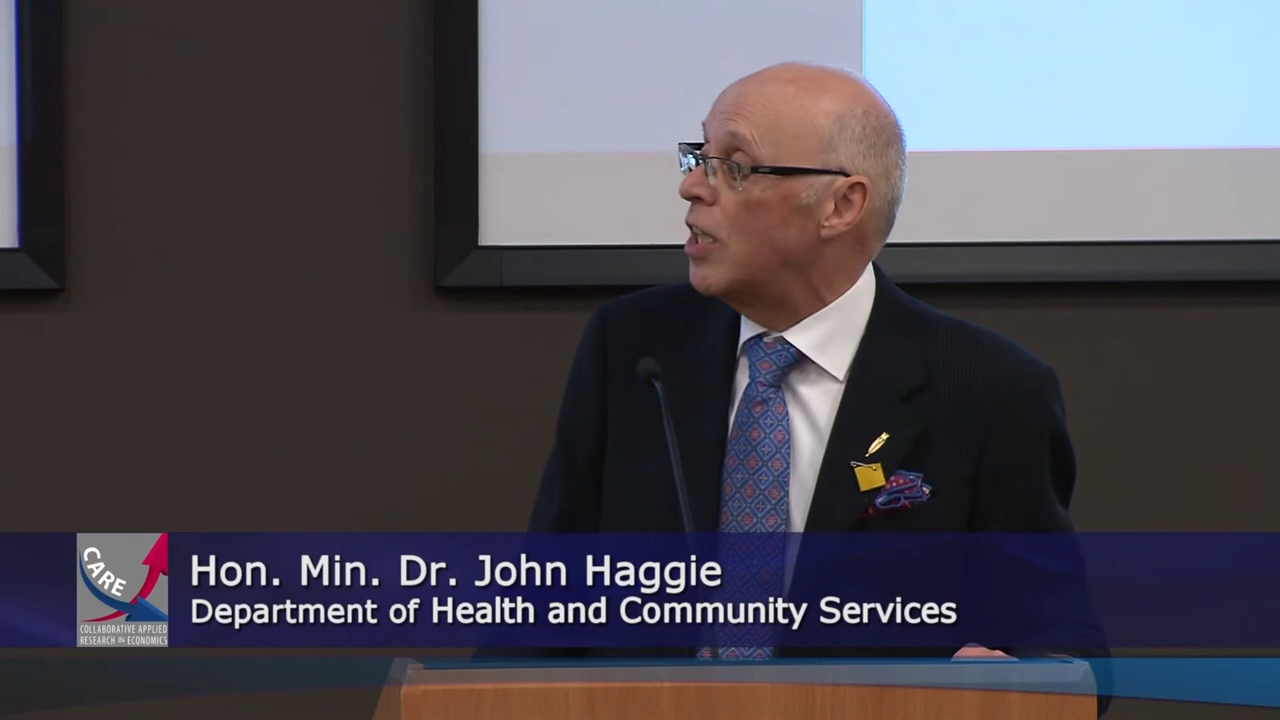 CARE
COLLABORATIVE APPLIED
RESEARCH IN ECONOMICS
Hon. Min. Dr. John Haggie
Department of Health and Community Services